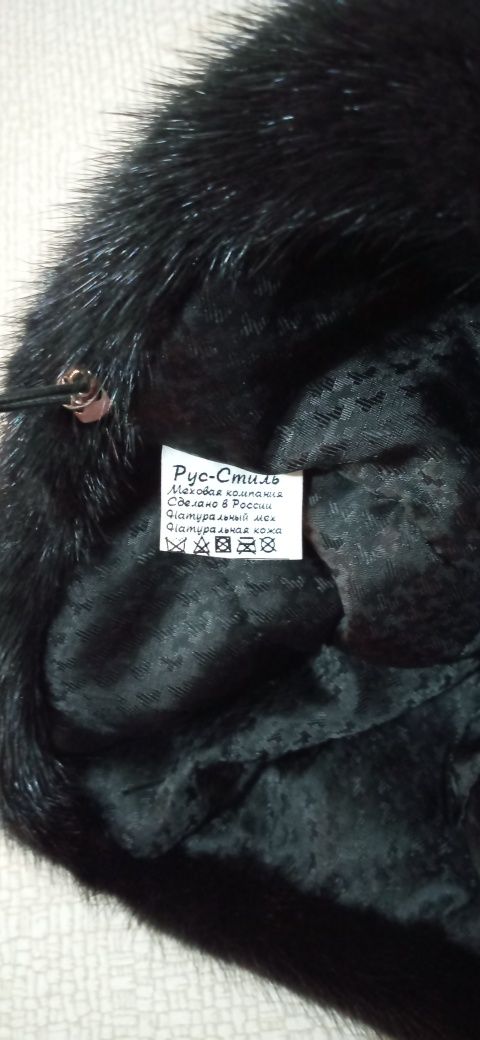 Рус-Стиль
Меховая компания
Сделано в России
Натуральный мех
Натуральная кожа